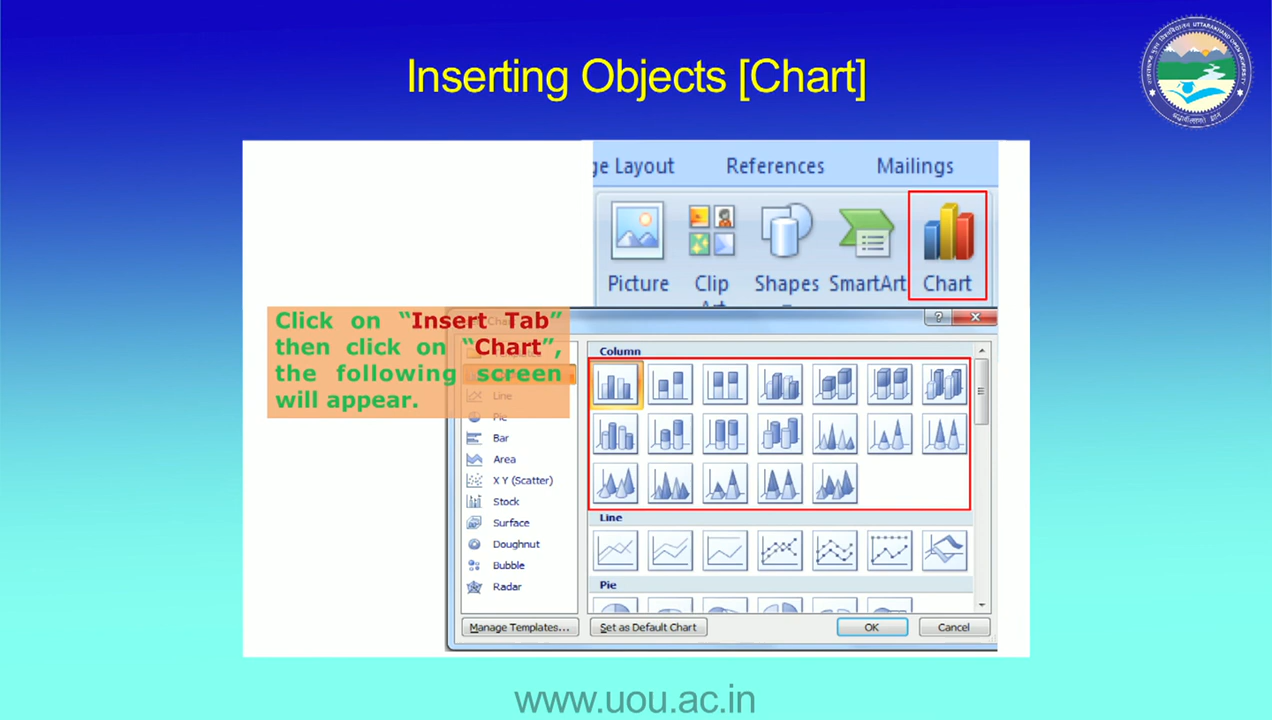 Inserting Objects [Chart]
ge Layout References Mailings
Picture Clip Shapes SmartArt Chart
Click on “Insert Tab”
then click on “Chart”,
the following screen
will appear.
Column
Line
Pie
Bar
Area
X Y (Scatter)
Stock
Surface
Doughnut
Bubble
Radar
Line
Pie
Manage Templates...
Set as Default Chart
OK
Cancel
www.uou.ac.in